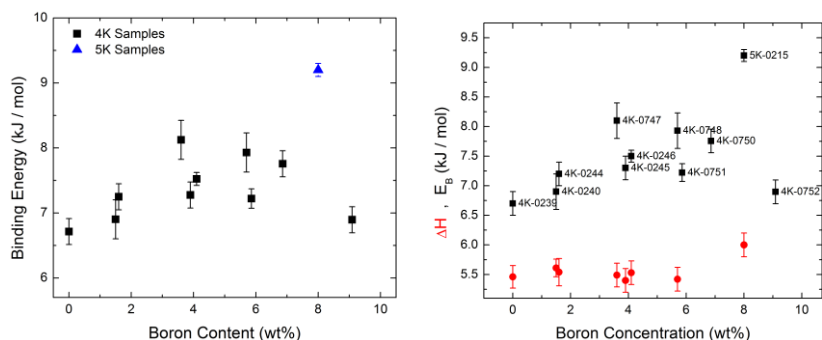 4K Samples
5K Samples
10
9
8
7
6
0
2
4
6
8
10
Binding Energy (kJ / mol)
Boron Content (wt%)
9.5
9.0
8.5
8.0
7.5
7.0
6.5
6.0
5.5
5.0
0
2
4
6
8
10
ΔH , E_B (kJ / mol)
Boron Concentration (wt%)
5K-0215
4K-0747
4K-0748
4K-0750
4K-0246
4K-0245
4K-0751
4K-0244
4K-0240
4K-0239
4K-0752